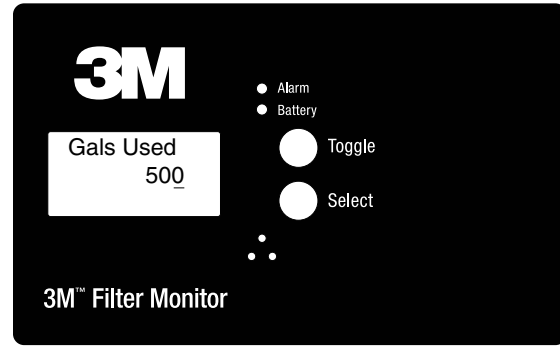 3M
Alarm
Battery
Gals Used
500
Toggle
Select
3M™ Filter Monitor